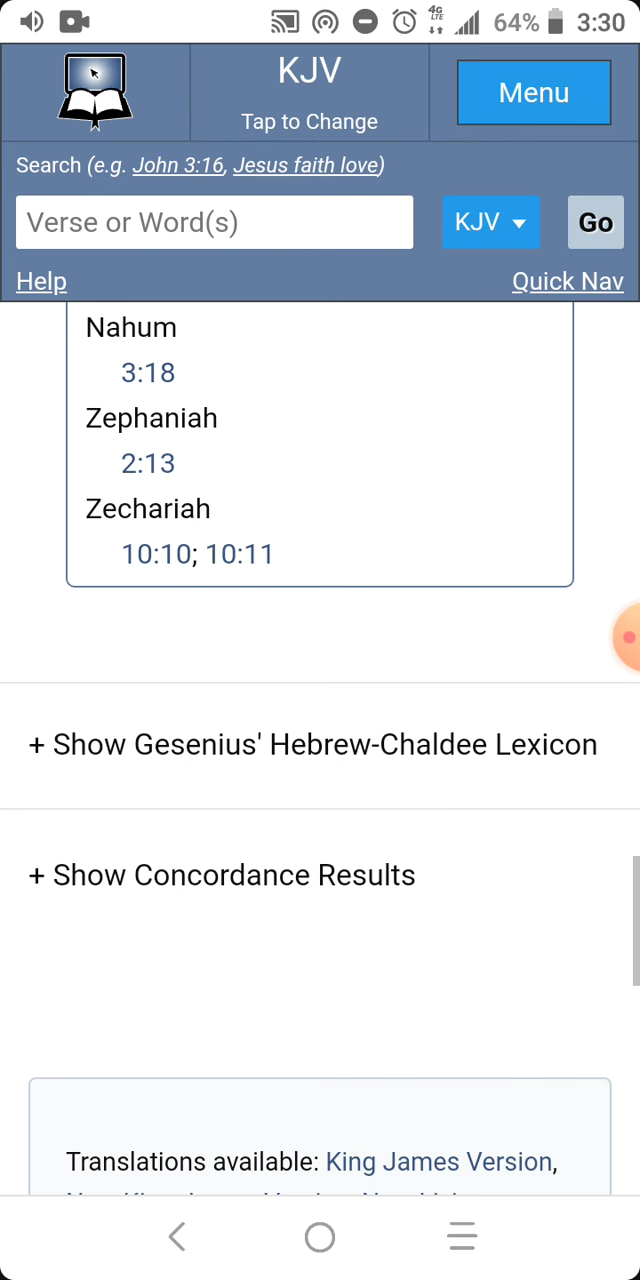 4G
LTE
64%
3:30
KJV
Tap to Change
Menu
Search (e.g. John 3:16, Jesus faith love)
Verse or Word(s)
KJV
Go
Help
Quick Nav
Nahum
3:18
Zephaniah
2:13
Zechariah
10:10; 10:11
+ Show Gesenius' Hebrew-Chaldee Lexicon
+ Show Concordance Results
Translations available: King James Version,